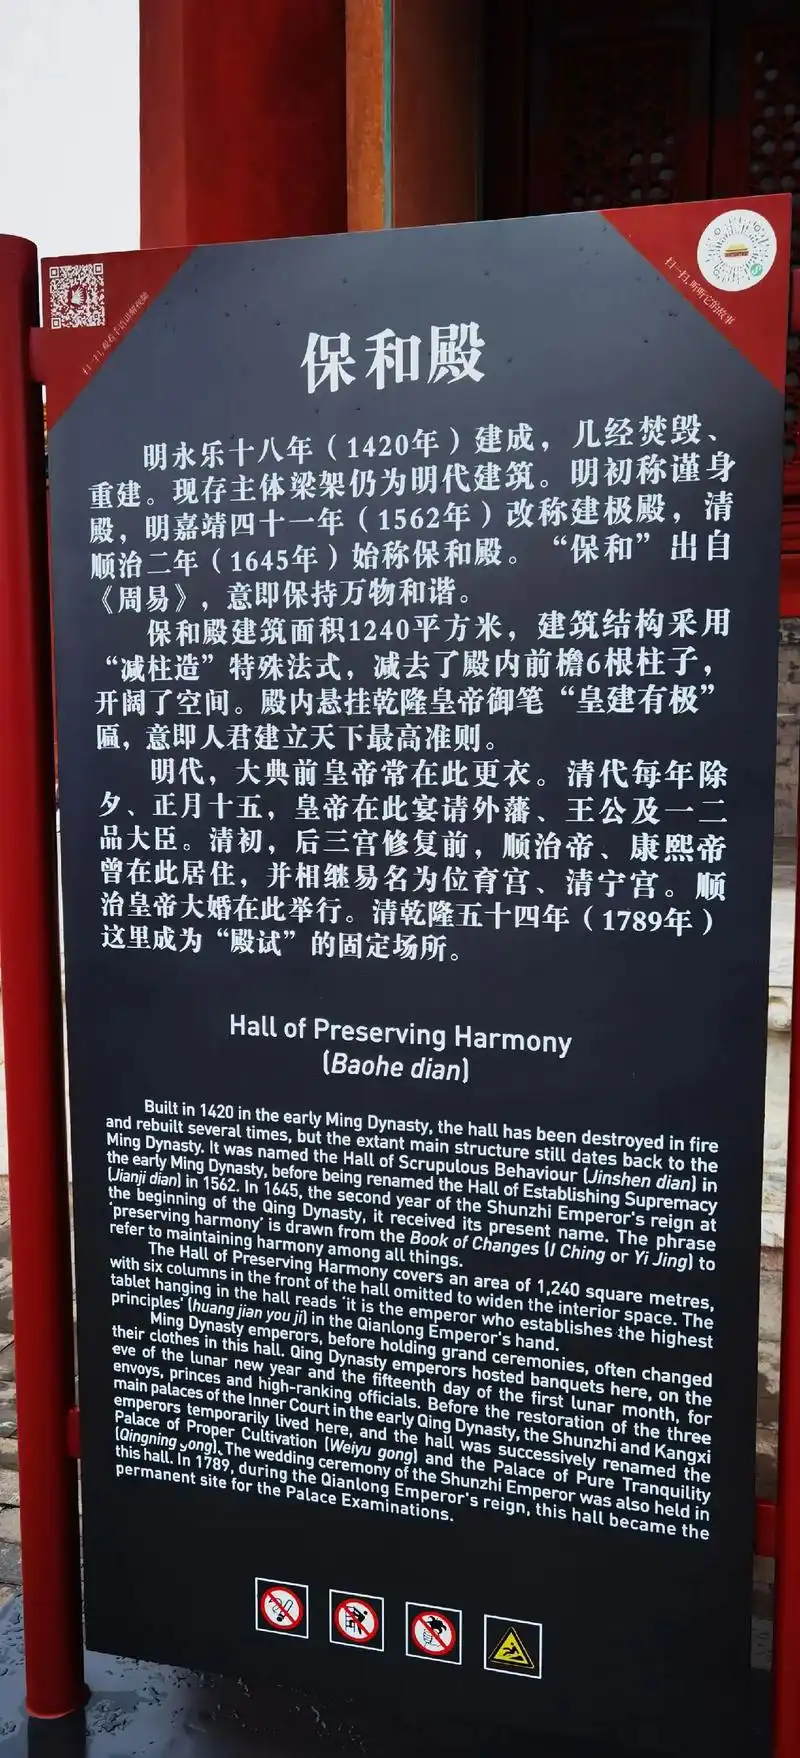 扫一扫,听听它的故事
保和殿
明永乐十八年（1420年）建成，几经焚毁、
重建。现存主体梁架仍为明代建筑。明初称谨身
殿，明嘉靖四十一年（1562年）改称建极殿，清
顺治二年（1645年）始称保和殿。“保和”出自
《周易》，意即保持万物和谐。
保和殿建筑面积1240平方米，建筑结构采用
“减柱造”特殊法式，减去了殿内前檐6根柱子，
开阔了空间。殿内悬挂乾隆皇帝御笔“皇建有极”
匾，意即人君建立天下最高准则。
明代，大典前皇帝常在此更衣。清代每年除
夕、正月十五，皇帝在此宴请外藩、王公及一二
品大臣。清初，后三宫修复前，顺治帝、康熙帝
曾在此居住，并相继易名为位育宫、清宁宫。顺
治皇帝大婚在此举行。清乾隆五十四年（1789年）
这里成为“殿试”的固定场所。
Hall of Preserving Harmony
(Baohe dian)
Built in 1420 in the early Ming Dynasty, the hall has been destroyed in fire
and rebuilt several times, but the extant main structure still dates back to the
Ming Dynasty. It was named the Hall of Scrupulous Behaviour (Jinshen dian) in
the early Ming Dynasty, before being renamed the Hall of Establishing Supremacy
(Jianji dian) in 1562. In 1645, the second year of the Shunzhi Emperor's reign at
the beginning of the Qing Dynasty, it received its present name. The phrase
'preserving harmony' is drawn from the Book of Changes (I Ching or Yi Jing) to
refer to maintaining harmony among all things.
The Hall of Preserving Harmony covers an area of 1,240 square metres,
with six columns in the front of the hall omitted to widen the interior space. The
tablet hanging in the hall reads 'it is the emperor who establishes the highest
principles' (huang jian you ji) in the Qianlong Emperor's hand.
Ming Dynasty emperors, before holding grand ceremonies, often changed
their clothes in this hall. Qing Dynasty emperors hosted banquets here, on the
eve of the lunar new year and the fifteenth day of the first lunar month, for
envoys, princes and high-ranking officials. Before the restoration of the three
main palaces of the Inner Court in the early Qing Dynasty, the Shunzhi and Kangxi
emperors temporarily lived here, and the hall was successively renamed the
Palace of Proper Cultivation (Weiyu gong) and the Palace of Pure Tranquility
(Qingning gong). The wedding ceremony of the Shunzhi Emperor was also held in
this hall. In 1789, during the Qianlong Emperor's reign, this hall became the
permanent site for the Palace Examinations.